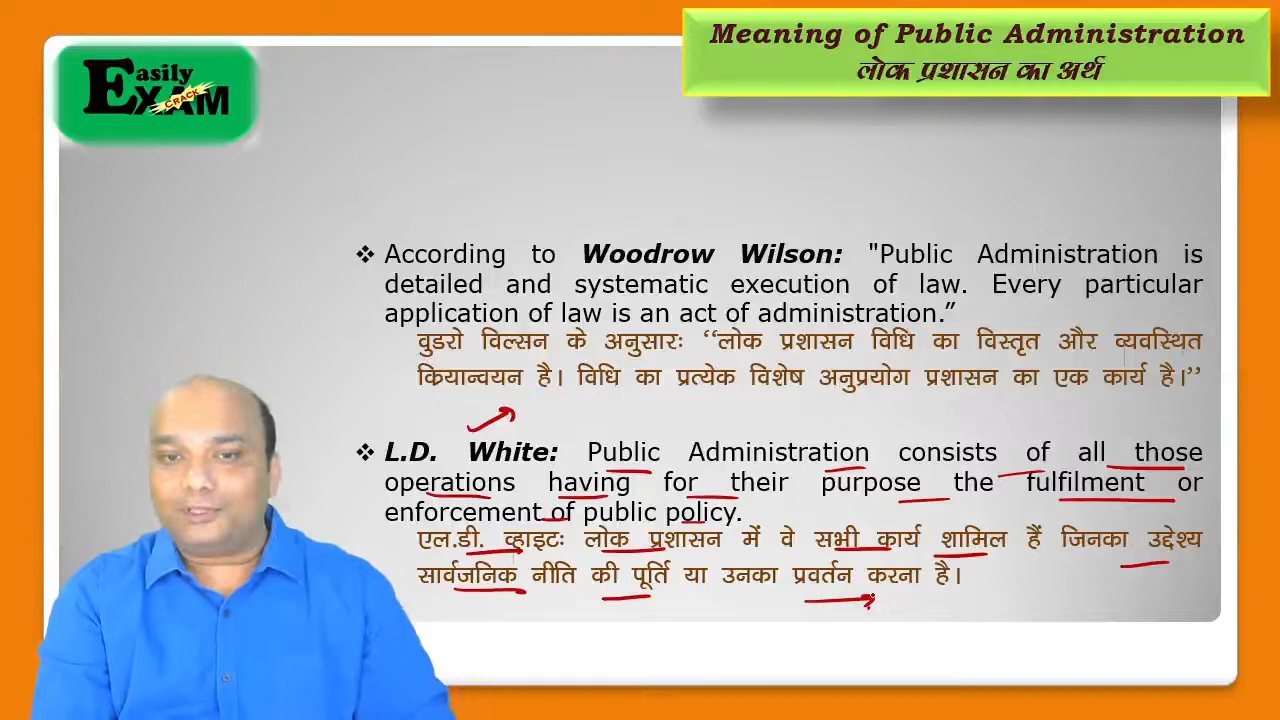 Meaning of Public Administration
लोक प्रशासन का अर्थ
Easily
EXAM
CRACK
❖ According to Woodrow Wilson: "Public Administration is
detailed and systematic execution of law. Every particular
application of law is an act of administration.”
वुडरो विल्सन के अनुसारः ‘‘लोक प्रशासन विधि का विस्तृत और व्यवस्थित
क्रियान्वयन है। विधि का प्रत्येक विशेष अनुप्रयोग प्रशासन का एक कार्य है।’’
❖ L.D. White: Public Administration consists of all those
operations having for their purpose the fulfilment or
enforcement of public policy.
एल.डी. व्हाइटः लोक प्रशासन में वे सभी कार्य शामिल हैं जिनका उद्देश्य
सार्वजनिक नीति की पूर्ति या उनका प्रवर्तन करना है।